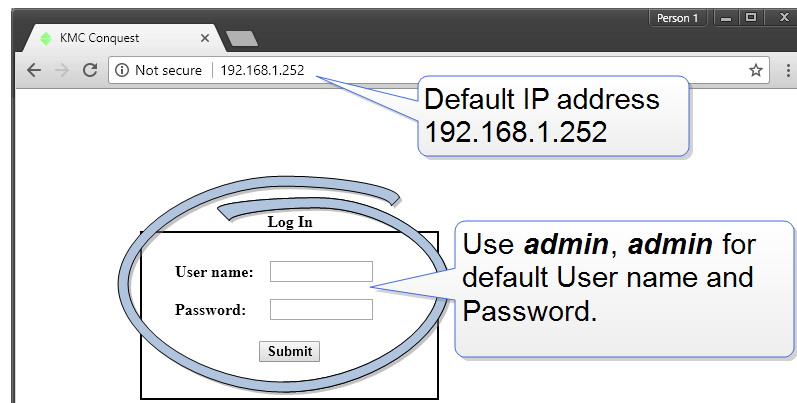 Person 1
KMC Conquest
Not secure 192.168.1.252
Default IP address
192.168.1.252
Log In
User name:
Password:
Submit
Use admin, admin for
default User name and
Password.